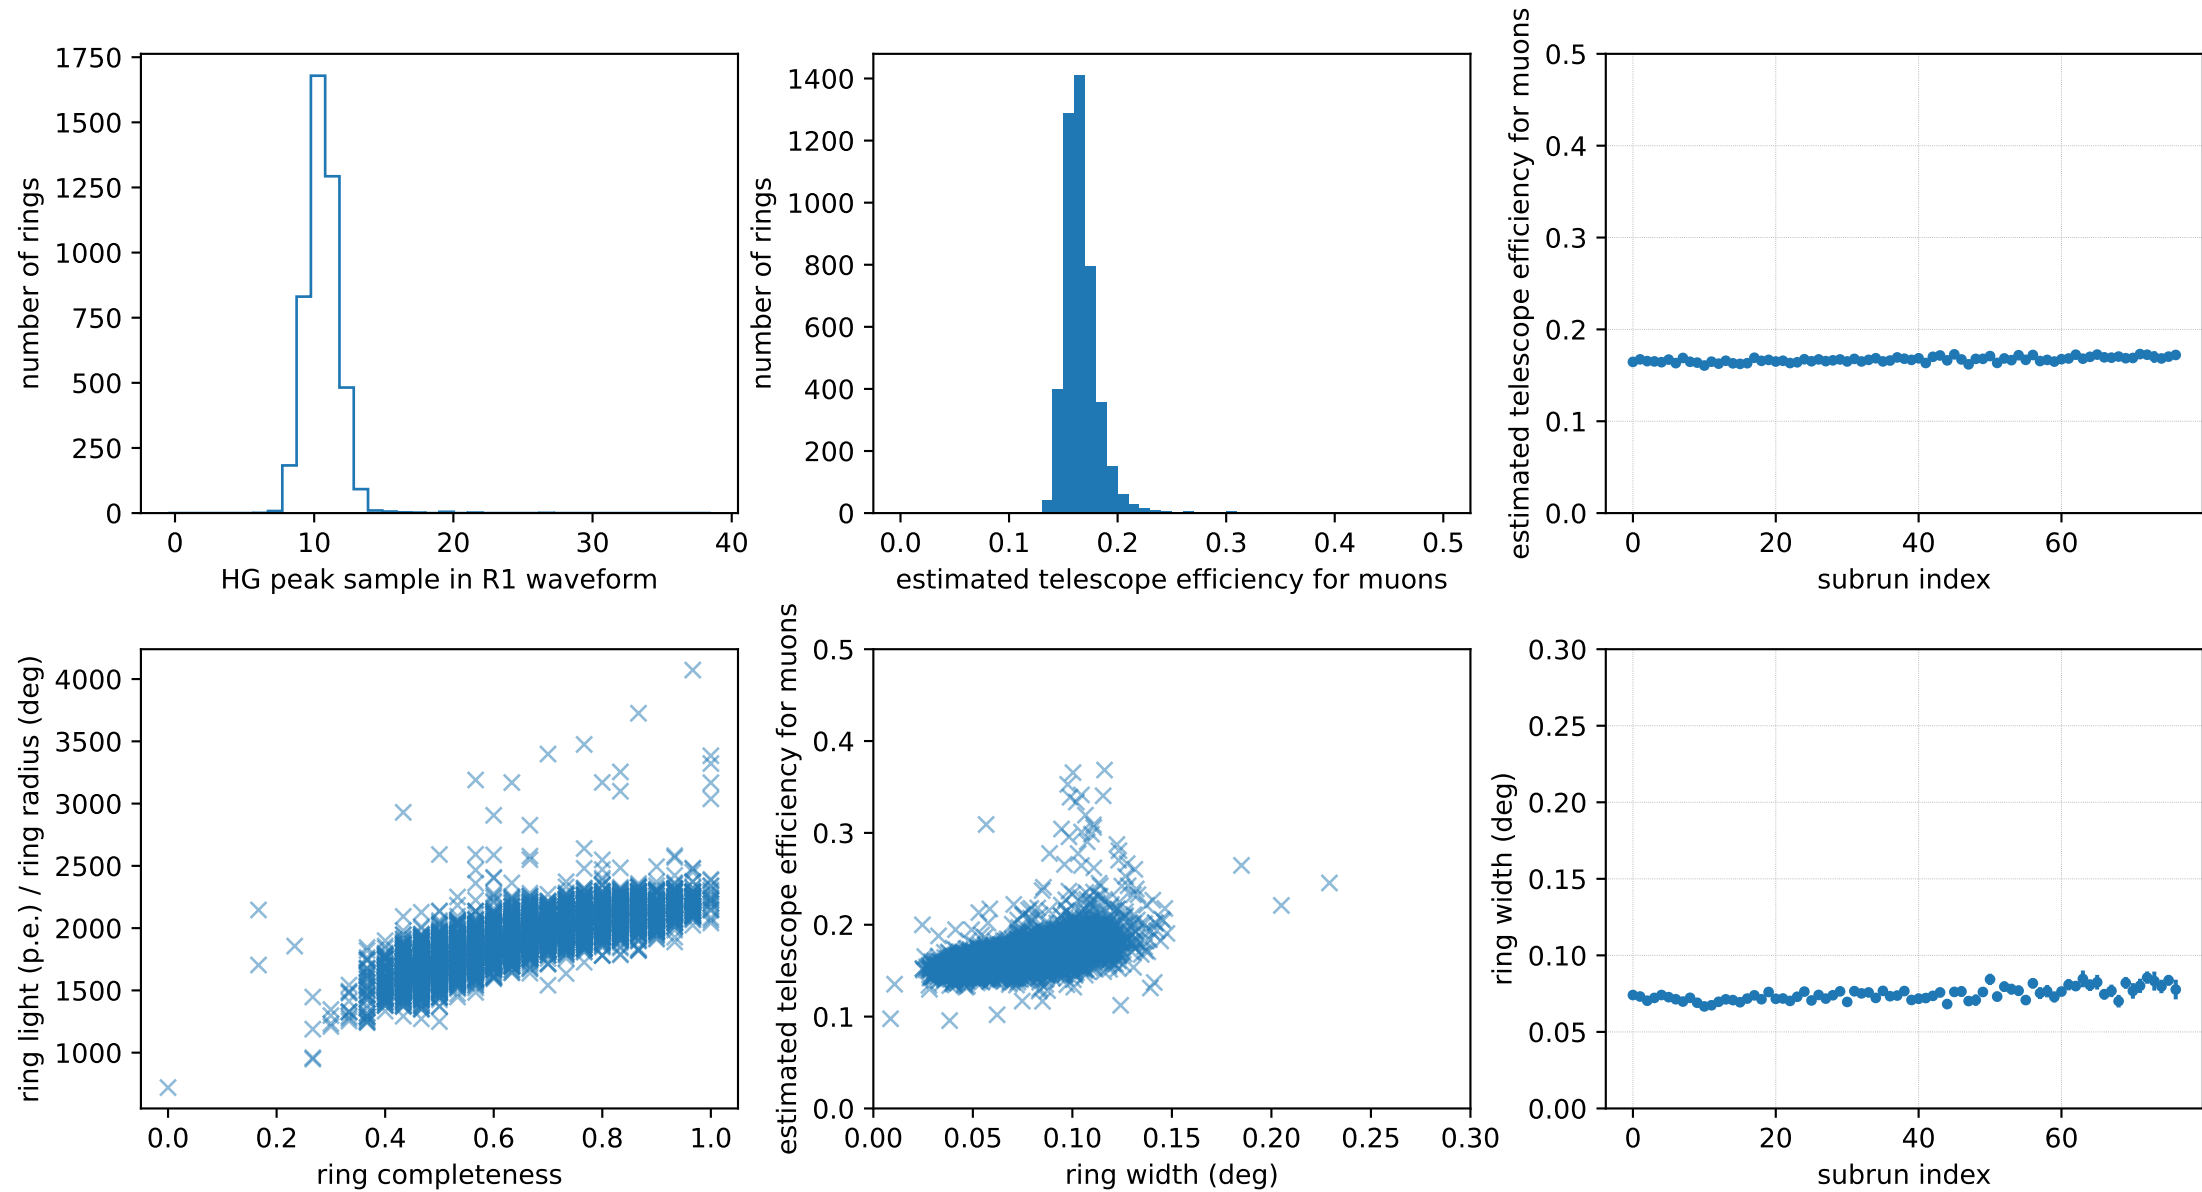 1750
1500
1250
1000
750
500
250
0
number of rings
0 10 20 30 40
HG peak sample in R1 waveform
1400
1200
1000
800
600
400
200
0
number of rings
0.0 0.1 0.2 0.3 0.4 0.5
estimated telescope efficiency for muons
0.5
0.4
0.3
0.2
0.1
0.0
estimated telescope efficiency for muons
0 20 40 60
subrun index
4000
3500
3000
2500
2000
1500
1000
ring light (p.e.) / ring radius (deg)
0.0 0.2 0.4 0.6 0.8 1.0
ring completeness
0.5
0.4
0.3
0.2
0.1
0.0
estimated telescope efficiency for muons
0.00 0.05 0.10 0.15 0.20 0.25 0.30
ring width (deg)
0.30
0.25
0.20
0.15
0.10
0.05
0.00
ring width (deg)
0 20 40 60
subrun index